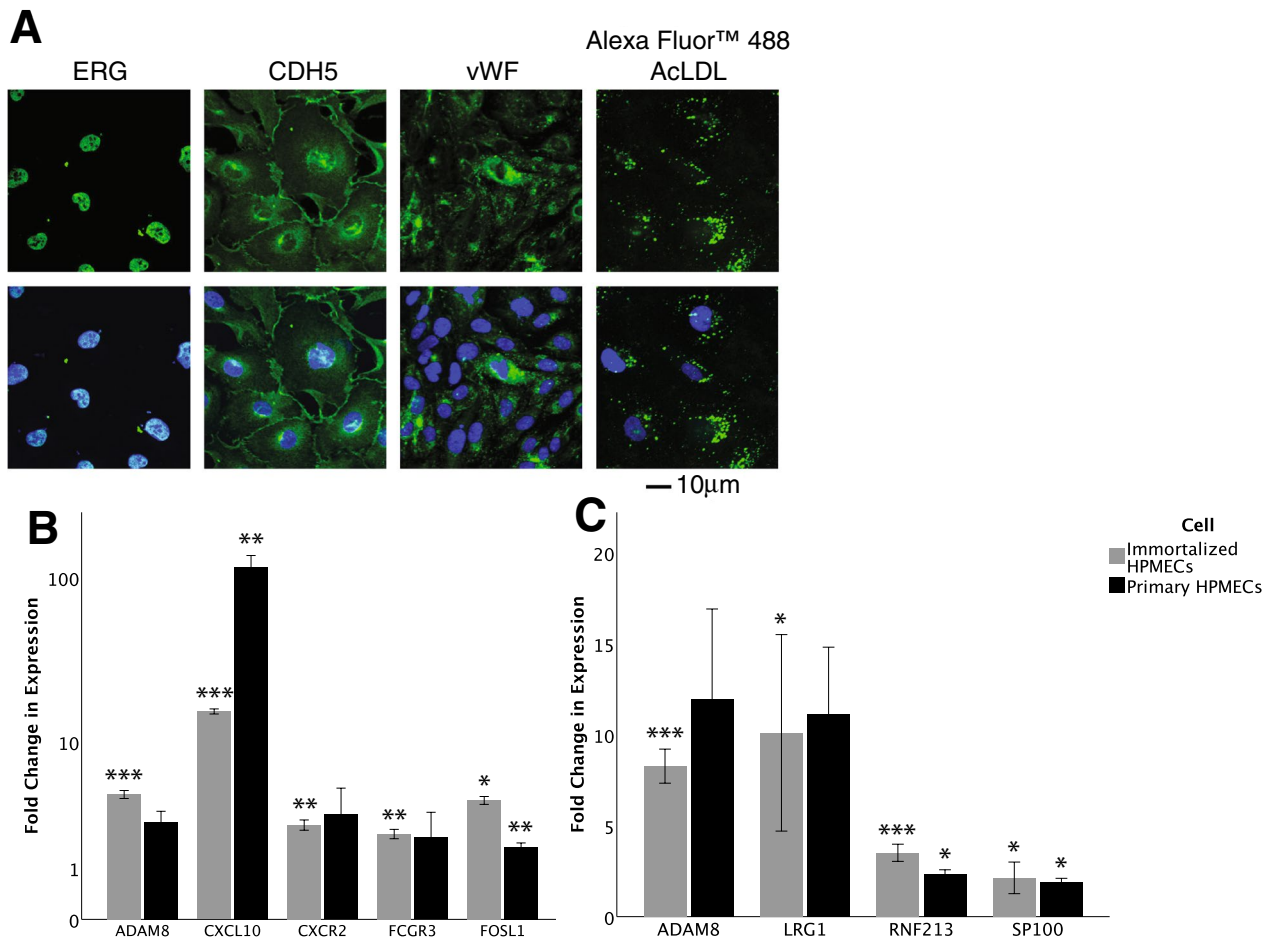 A
Alexa Fluor™ 488
ERG CDH5 vWF AcLDL
10μm
B
Fold Change in Expression
100
10
1
0
***
***
**
**
**
*
**
ADAM8 CXCL10 CXCR2 FCGR3 FOSL1
C
Fold Change in Expression
20
15
10
5
0
***
*
***
*
*
*
ADAM8 LRG1 RNF213 SP100
Cell
Immortalized
HPMECs
Primary HPMECs